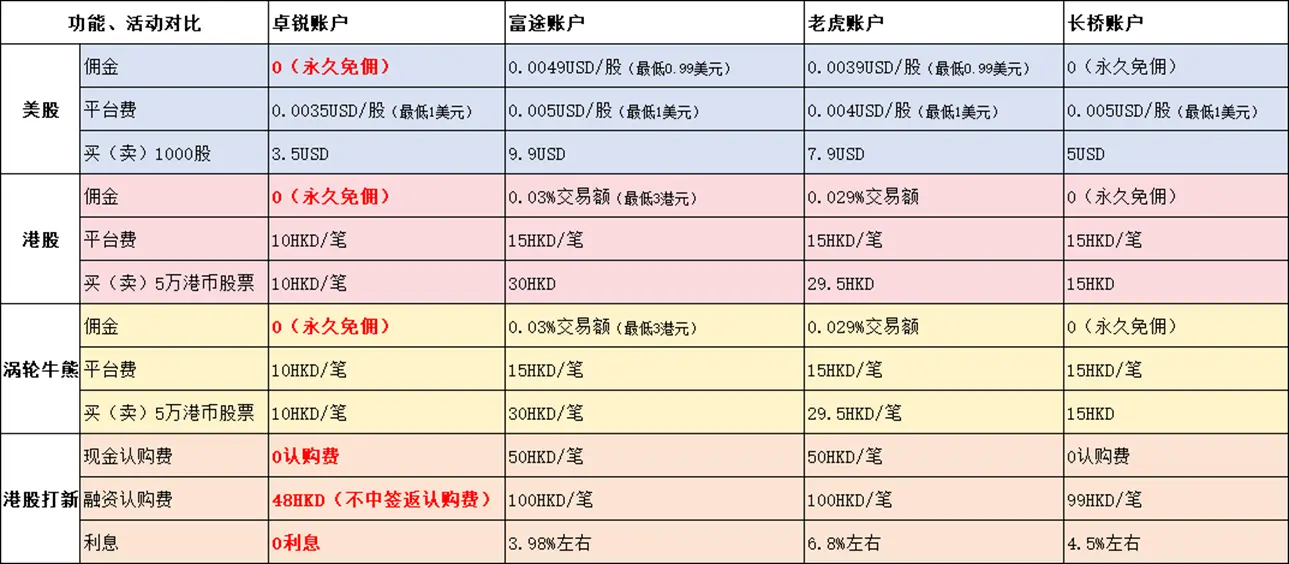 功能、活动对比 卓锐账户 富途账户 老虎账户 长桥账户
美股
佣金 0（永久免佣） 0.0049USD/股（最低0.99美元） 0.0039USD/股（最低0.99美元） 0（永久免佣）
平台费 0.0035USD/股（最低1美元） 0.005USD/股（最低1美元） 0.004USD/股（最低1美元） 0.005USD/股（最低1美元）
买（卖）1000股 3.5USD 9.9USD 7.9USD 5USD
港股
佣金 0（永久免佣） 0.03%交易额（最低3港元） 0.029%交易额 0（永久免佣）
平台费 10HKD/笔 15HKD/笔 15HKD/笔 15HKD/笔
买（卖）5万港币股票 10HKD/笔 30HKD 29.5HKD 15HKD
涡轮牛熊
佣金 0（永久免佣） 0.03%交易额（最低3港元） 0.029%交易额 0（永久免佣）
平台费 10HKD/笔 15HKD/笔 15HKD/笔 15HKD/笔
买（卖）5万港币股票 10HKD/笔 30HKD/笔 29.5HKD/笔 15HKD
港股打新
现金认购费 0认购费 50HKD/笔 50HKD/笔 0认购费
融资认购费 48HKD（不中签返认购费） 100HKD/笔 100HKD/笔 99HKD/笔
利息 0利息 3.98%左右 6.8%左右 4.5%左右